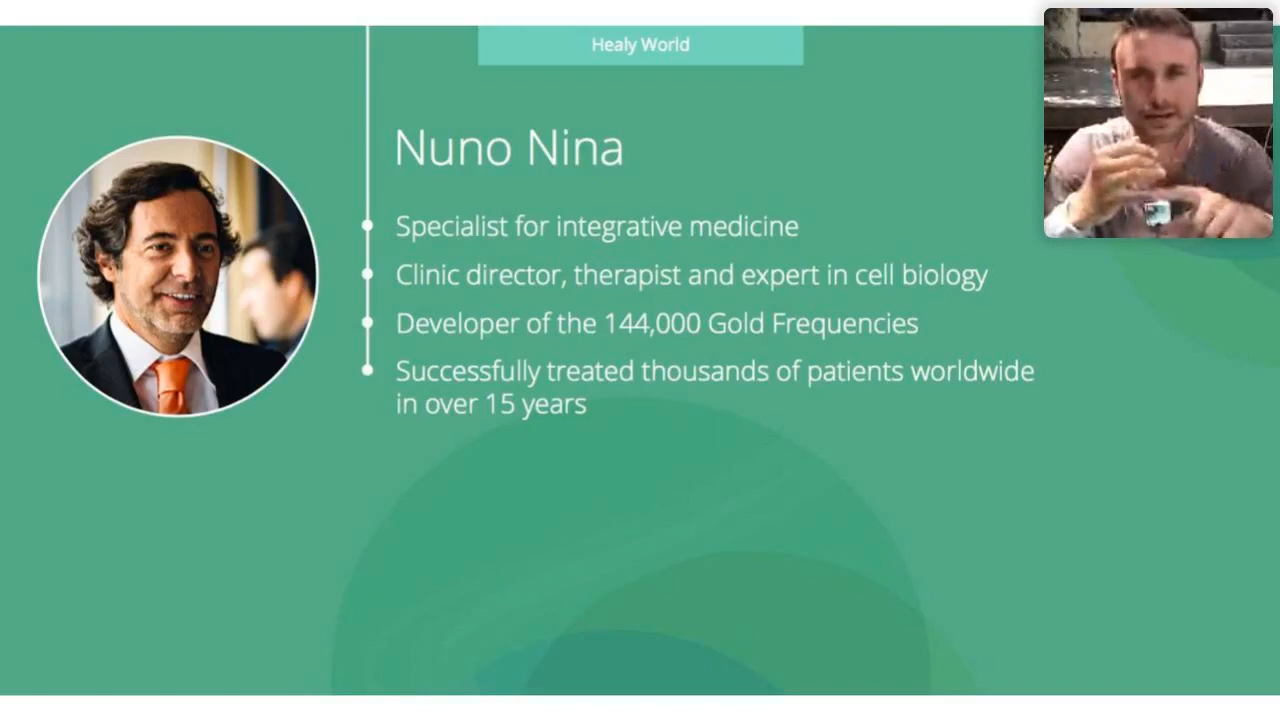 Healy World
Nuno Nina
Specialist for integrative medicine
Clinic director, therapist and expert in cell biology
Developer of the 144,000 Gold Frequencies
Successfully treated thousands of patients worldwide
in over 15 years